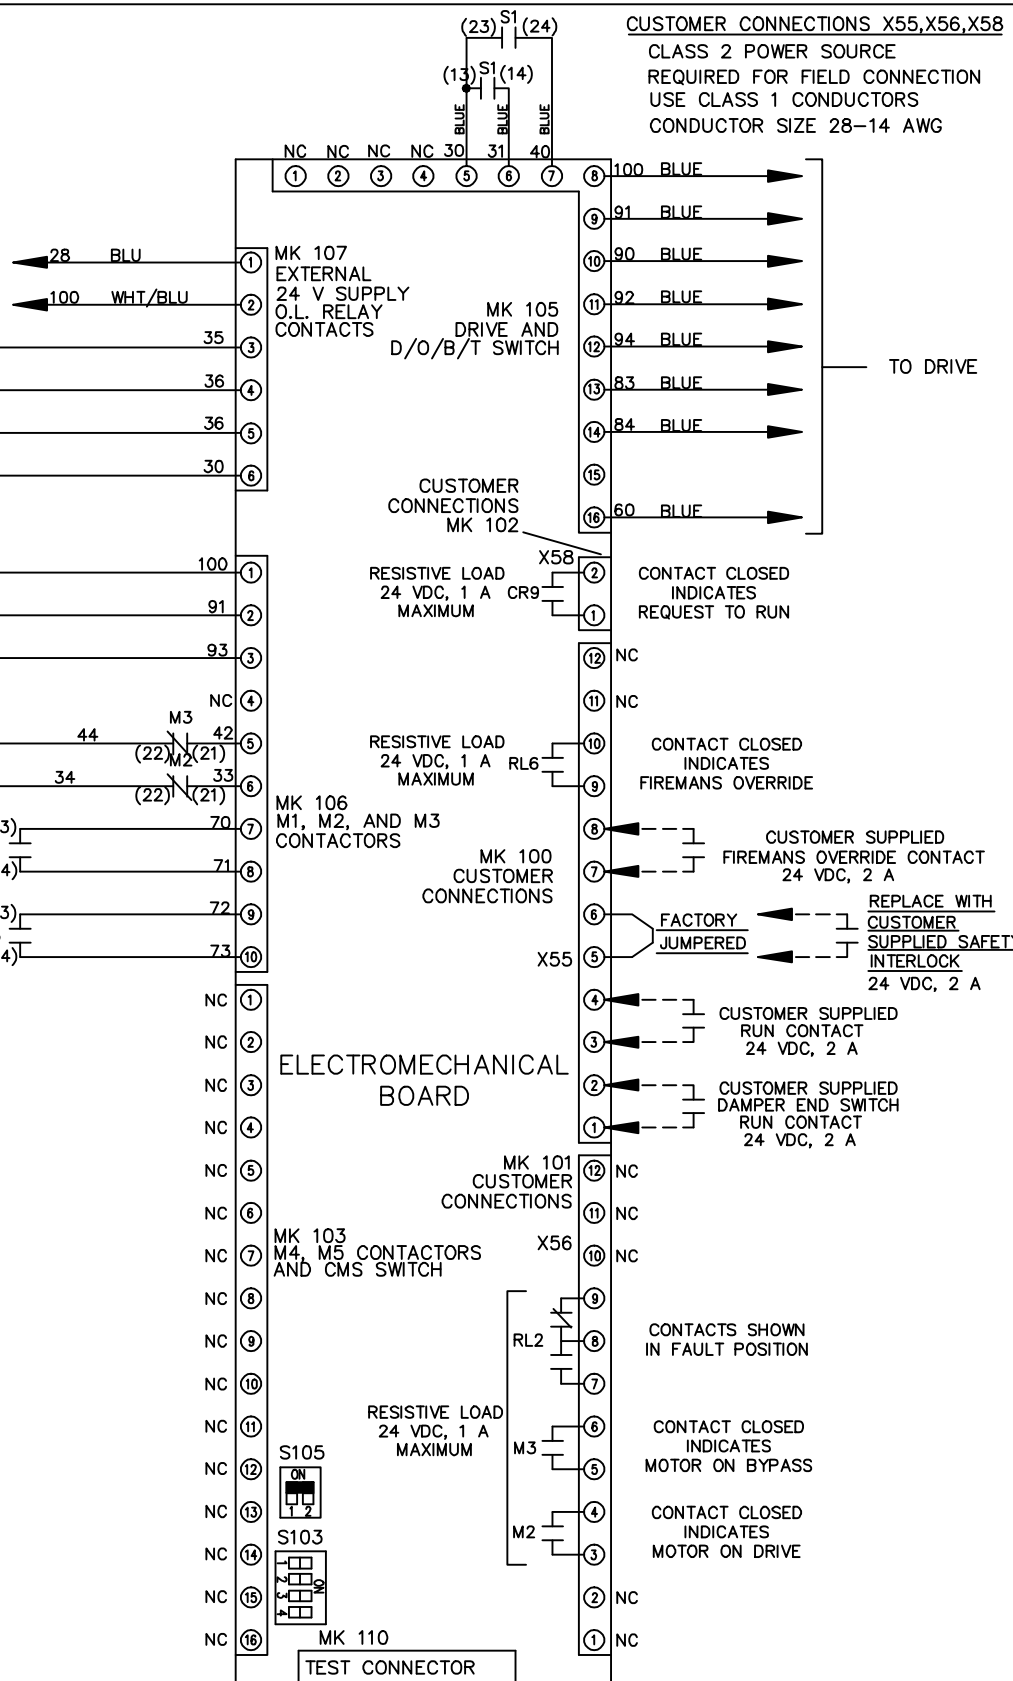 S1
(23) (24)
CUSTOMER CONNECTIONS X55,X56,X58
CLASS 2 POWER SOURCE
REQUIRED FOR FIELD CONNECTION
USE CLASS 1 CONDUCTORS
CONDUCTOR SIZE 28-14 AWG
(13) S1 (14)
BLUE BLUE BLUE
NC NC NC NC 30 31 40
1 2 3 4 5 6 7 8 100 BLUE
9 91 BLUE
10 90 BLUE
11 92 BLUE
12 94 BLUE
13 83 BLUE
14 84 BLUE
15
16 60 BLUE
TO DRIVE
MK 105
DRIVE AND
D/O/B/T SWITCH
28 BLU 1
100 WHT/BLU 2
35 3
36 4
36 5
30 6
MK 107
EXTERNAL
24 V SUPPLY
O.L. RELAY
CONTACTS
CUSTOMER
CONNECTIONS
MK 102
X58
RESISTIVE LOAD
24 VDC, 1 A
MAXIMUM
CR9
2
1
CONTACT CLOSED
INDICATES
REQUEST TO RUN
100 1
91 2
93 3
NC 4
M3
44 (22) (21) 42 5
M2
34 (22) (21) 33 6
3) 70 7
4) 71 8
3) 72 9
4) 73 10
MK 106
M1, M2, AND M3
CONTACTORS
12 NC
11 NC
RESISTIVE LOAD
24 VDC, 1 A
MAXIMUM
RL6
10
9
CONTACT CLOSED
INDICATES
FIREMANS OVERRIDE
MK 100
CUSTOMER
CONNECTIONS
X55
8
7
CUSTOMER SUPPLIED
FIREMANS OVERRIDE CONTACT
24 VDC, 2 A
6
5
FACTORY
JUMPERED
REPLACE WITH
CUSTOMER
SUPPLIED SAFETY
INTERLOCK
24 VDC, 2 A
4
3
CUSTOMER SUPPLIED
RUN CONTACT
24 VDC, 2 A
2
1
CUSTOMER SUPPLIED
DAMPER END SWITCH
RUN CONTACT
24 VDC, 2 A
ELECTROMECHANICAL
BOARD
NC 1
NC 2
NC 3
NC 4
NC 5
NC 6
NC 7
NC 8
NC 9
NC 10
NC 11
NC 12
NC 13
NC 14
NC 15
NC 16
MK 103
M4, M5 CONTACTORS
AND CMS SWITCH
MK 101
CUSTOMER
CONNECTIONS
X56
12 NC
11 NC
10 NC
RL2
9
8
7
CONTACTS SHOWN
IN FAULT POSITION
RESISTIVE LOAD
24 VDC, 1 A
MAXIMUM
M3
6
5
CONTACT CLOSED
INDICATES
MOTOR ON BYPASS
M2
4
3
CONTACT CLOSED
INDICATES
MOTOR ON DRIVE
2 NC
1 NC
S105
ON
1 2
S103
1
2
3
4
ON
MK 110
TEST CONNECTOR